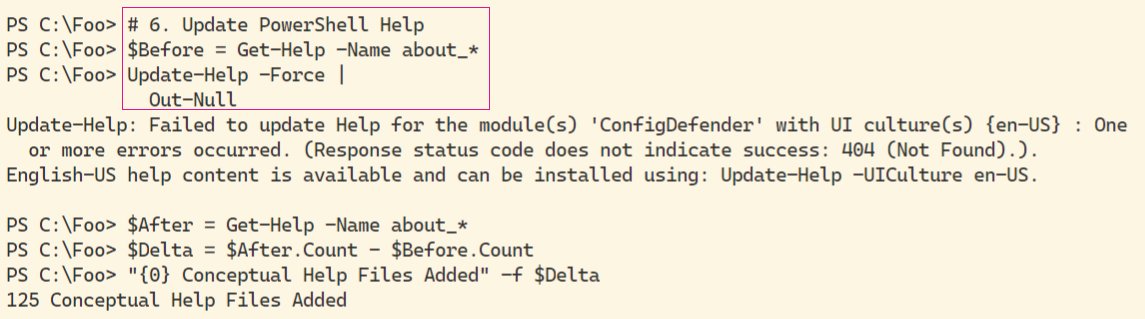 PS C:\Foo> # 6. Update PowerShell Help
PS C:\Foo> $Before = Get-Help -Name about_*
PS C:\Foo> Update-Help -Force |
  Out-Null
Update-Help: Failed to update Help for the module(s) 'ConfigDefender' with UI culture(s) {en-US} : One
  or more errors occurred. (Response status code does not indicate success: 404 (Not Found).).
English-US help content is available and can be installed using: Update-Help -UICulture en-US.
PS C:\Foo> $After = Get-Help -Name about_*
PS C:\Foo> $Delta = $After.Count - $Before.Count
PS C:\Foo> "{0} Conceptual Help Files Added" -f $Delta
125 Conceptual Help Files Added